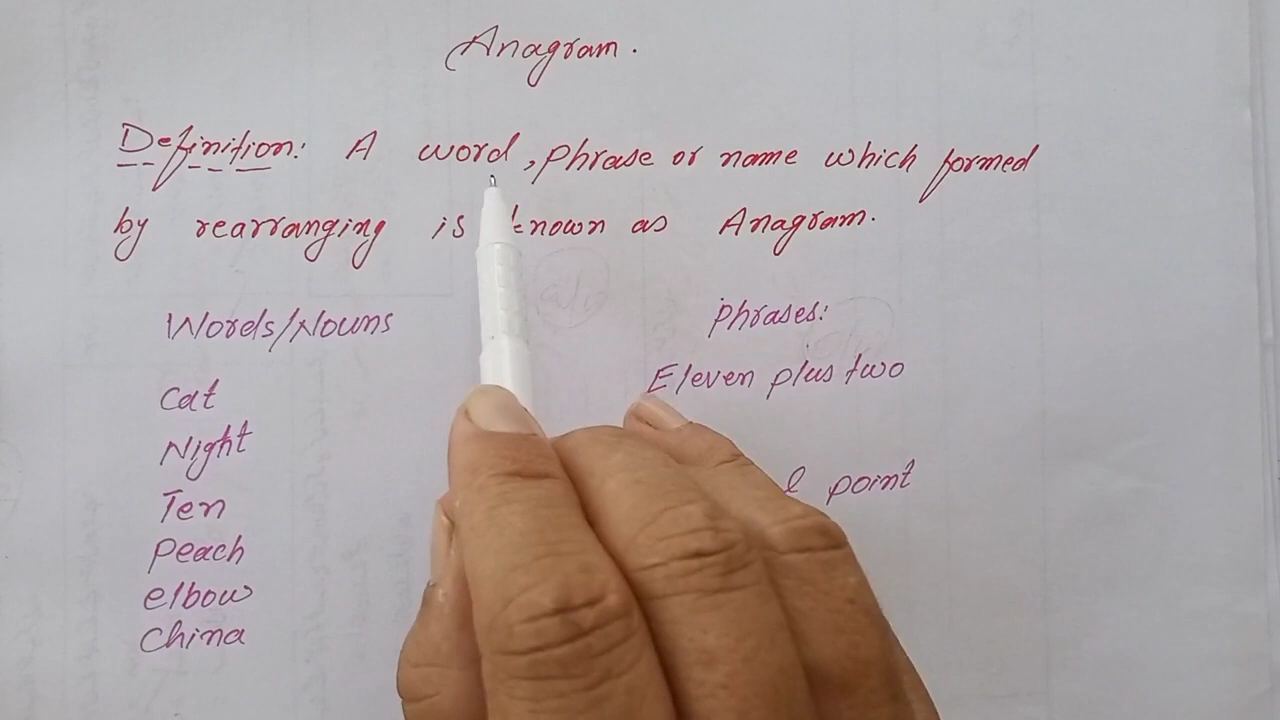 Anagram.
Definition: A word, phrase or name which formed
by rearranging is known as Anagram.
Words/Nouns
Cat
Night
Ten
Peach
elbow
China
Phrases:
Eleven plus two
point